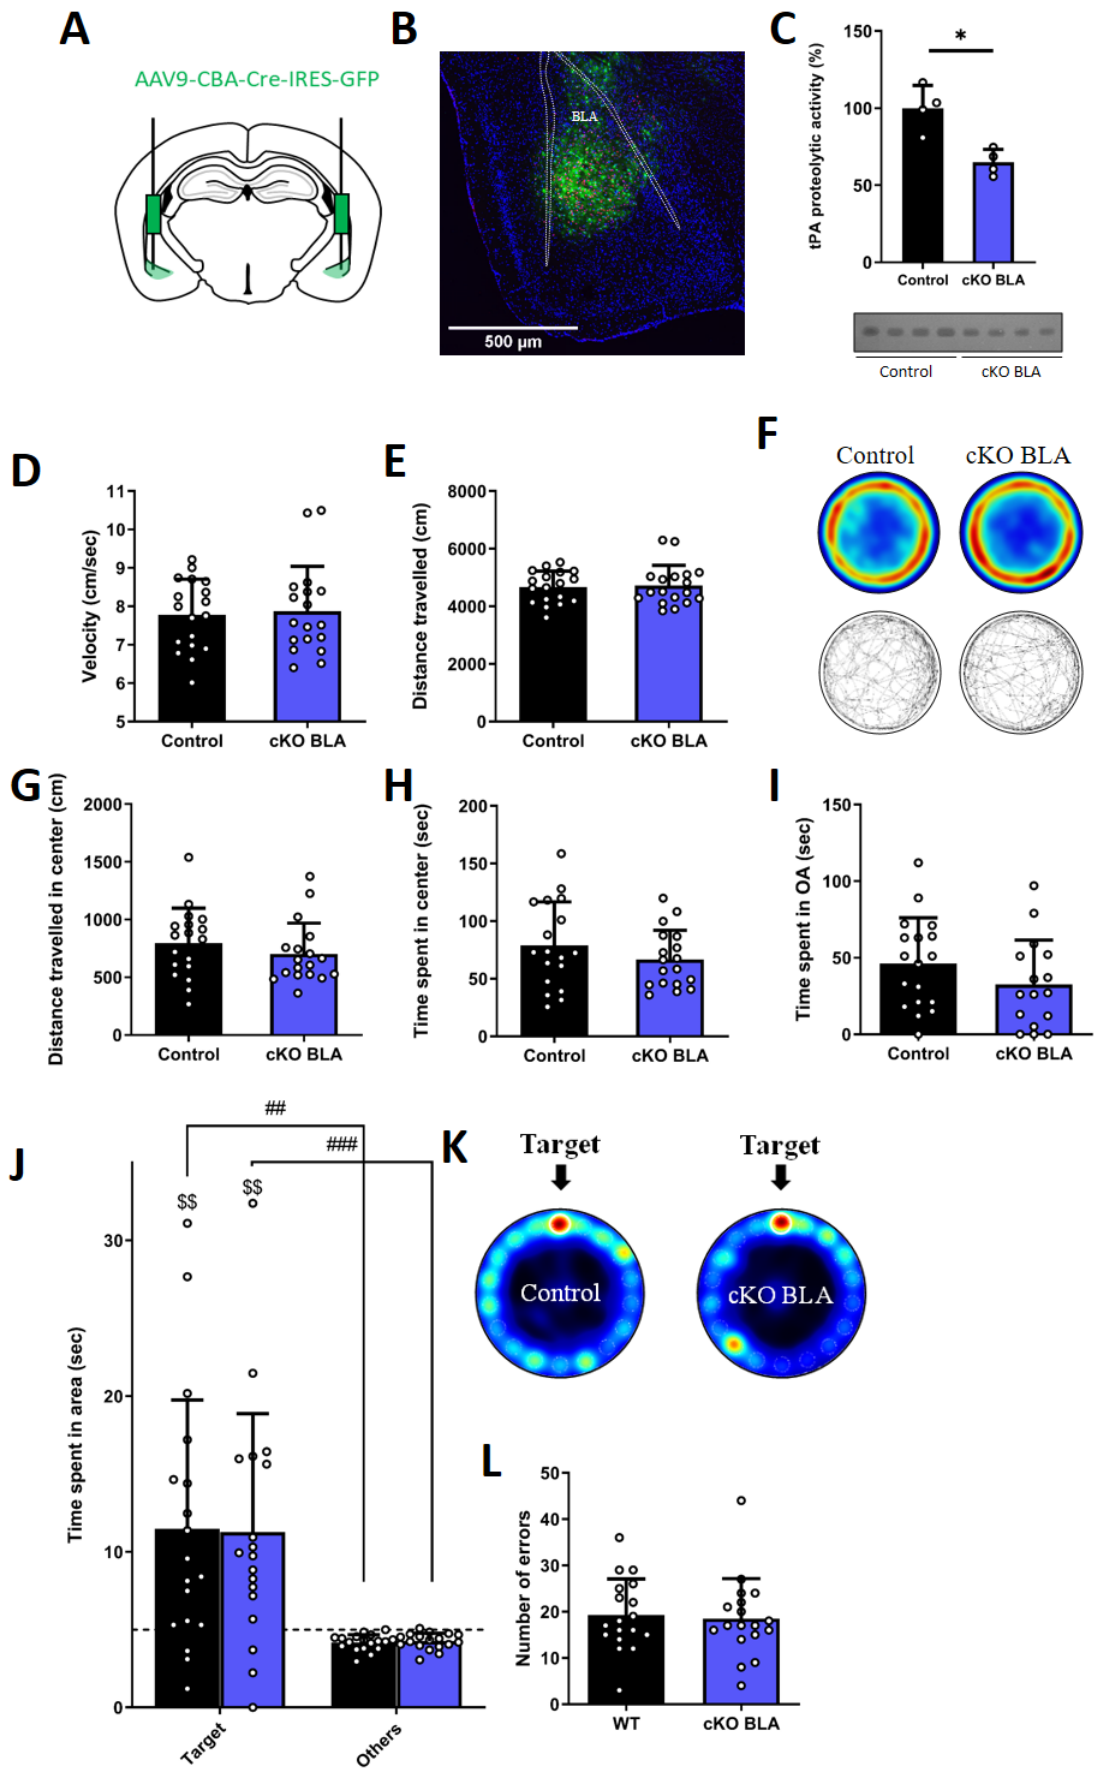 A
AAV9-CBA-Cre-IRES-GFP
B
BLA
500 µm
C
tPA proteolytic activity (%)
150
100
50
0
*
Control
cKO BLA
Control
cKO BLA
D
Velocity (cm/sec)
11
10
9
8
7
6
5
Control
cKO BLA
E
Distance travelled (cm)
8000
6000
4000
2000
0
Control
cKO BLA
F
Control
cKO BLA
G
Distance travelled in center (cm)
2000
1500
1000
500
0
Control
cKO BLA
H
Time spent in center (sec)
200
150
100
50
0
Control
cKO BLA
I
Time spent in OA (sec)
150
100
50
0
Control
cKO BLA
J
Time spent in area (sec)
30
20
10
0
##
###
$$
$$
Target
Others
K
Target
Target
Control
cKO BLA
L
Number of errors
50
40
30
20
10
0
WT
cKO BLA